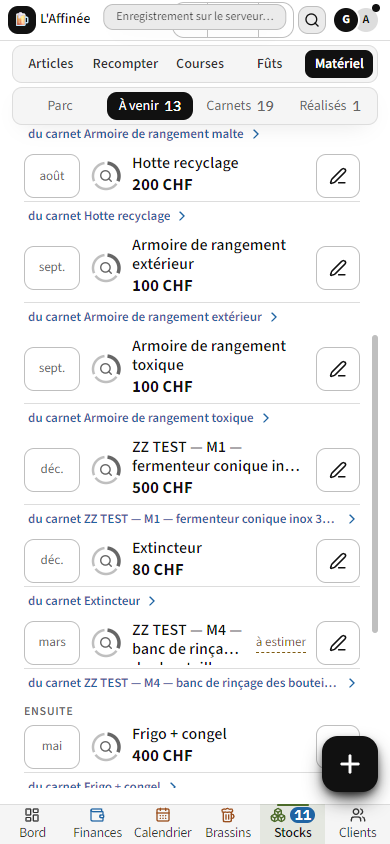 L'Affinée
Enregistrement sur le serveur…
G
A
Articles
Recompter
Courses
Fûts
Matériel
Parc
À venir 13
Carnets 19
Réalisés 1
du carnet Armoire de rangement malte
août
Hotte recyclage
200 CHF
du carnet Hotte recyclage
sept.
Armoire de rangement
extérieur
100 CHF
du carnet Armoire de rangement extérieur
sept.
Armoire de rangement
toxique
100 CHF
du carnet Armoire de rangement toxique
déc.
ZZ TEST — M1 —
fermenteur conique in…
500 CHF
du carnet ZZ TEST — M1 — fermenteur conique inox 3…
déc.
Extincteur
80 CHF
du carnet Extincteur
mars
ZZ TEST — M4 —
banc de rinça…
à estimer
du carnet ZZ TEST — M4 — banc de rinçage des boutei…
ENSUITE
mai
Frigo + congel
400 CHF
du carnet Frigo + congel
Bord
Finances
Calendrier
Brassins
11
Stocks
Clients